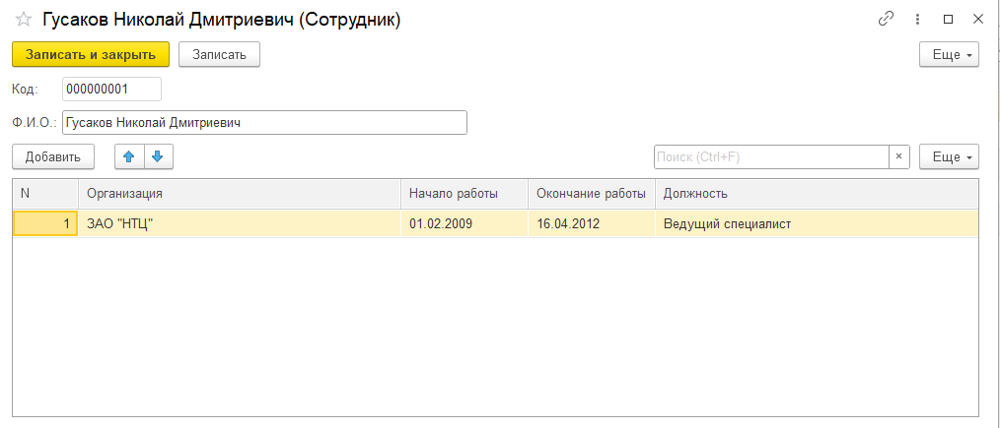 Гусаков Николай Дмитриевич (Сотрудник)
Записать и закрыть Записать Еще
Код: 000000001
Ф.И.О.: Гусаков Николай Дмитриевич
Добавить Поиск (Ctrl+F) × Еще
N Организация Начало работы Окончание работы Должность
1 ЗАО "НТЦ" 01.02.2009 16.04.2012 Ведущий специалист